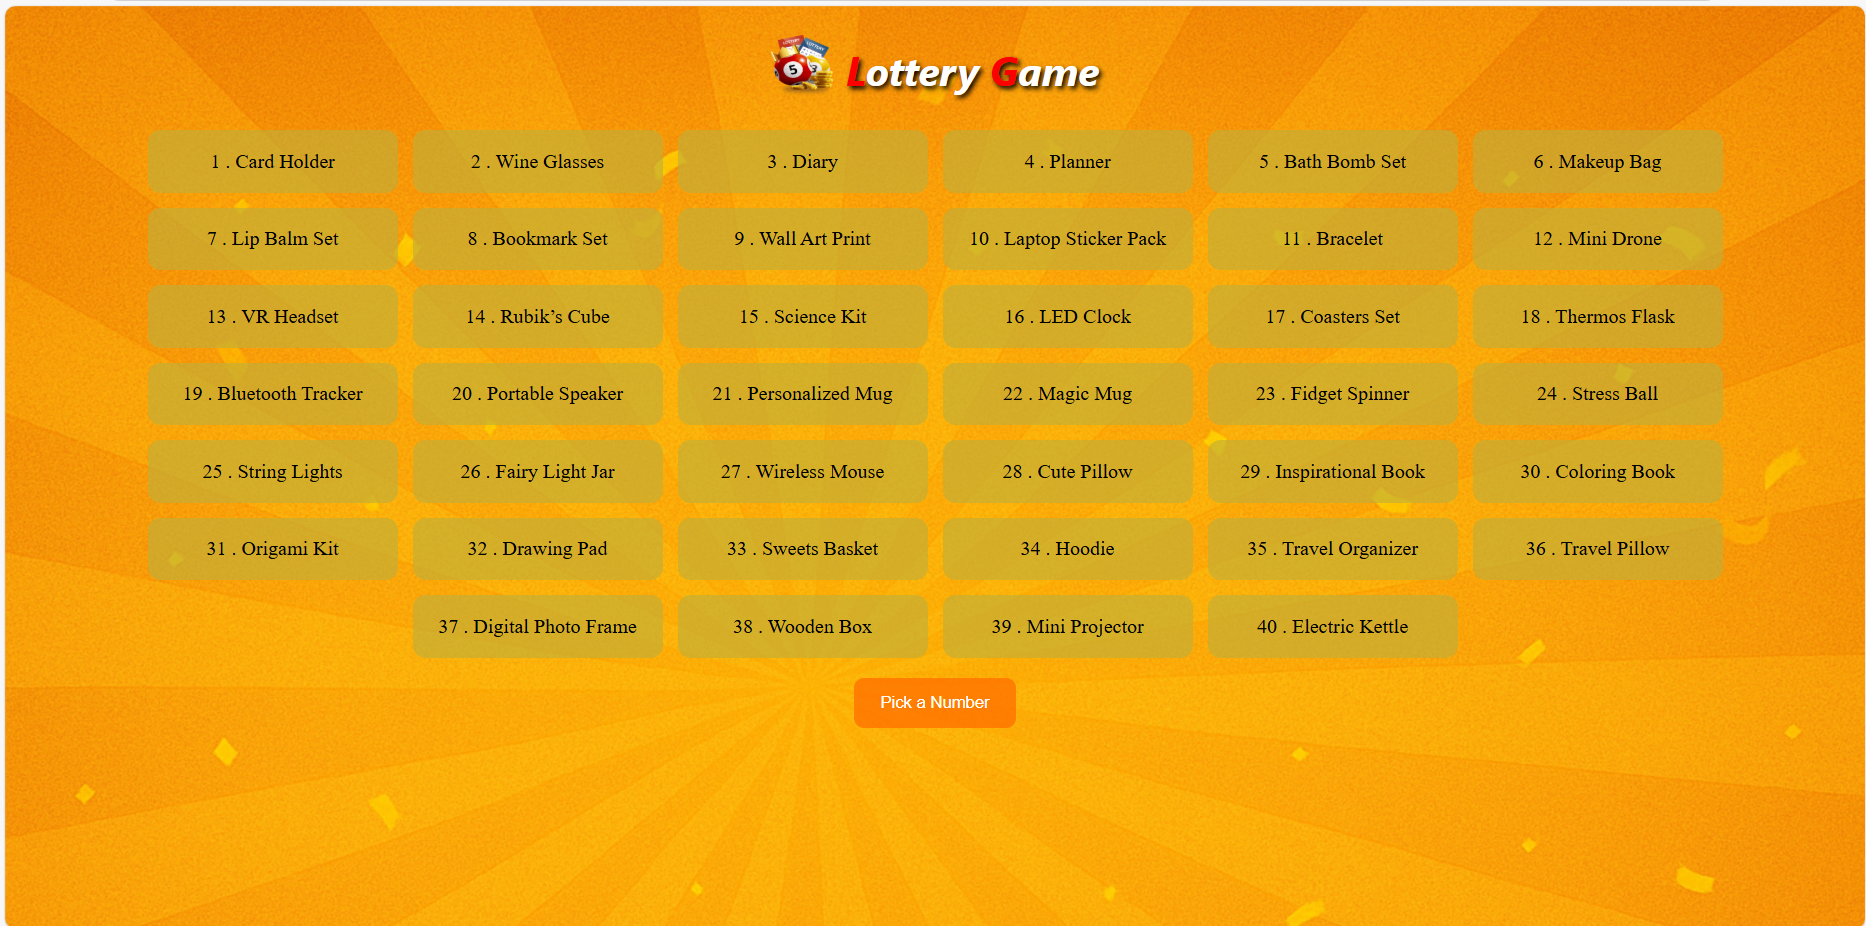 Lottery Game
1 . Card Holder
2 . Wine Glasses
3 . Diary
4 . Planner
5 . Bath Bomb Set
6 . Makeup Bag
7 . Lip Balm Set
8 . Bookmark Set
9 . Wall Art Print
10 . Laptop Sticker Pack
11 . Bracelet
12 . Mini Drone
13 . VR Headset
14 . Rubik’s Cube
15 . Science Kit
16 . LED Clock
17 . Coasters Set
18 . Thermos Flask
19 . Bluetooth Tracker
20 . Portable Speaker
21 . Personalized Mug
22 . Magic Mug
23 . Fidget Spinner
24 . Stress Ball
25 . String Lights
26 . Fairy Light Jar
27 . Wireless Mouse
28 . Cute Pillow
29 . Inspirational Book
30 . Coloring Book
31 . Origami Kit
32 . Drawing Pad
33 . Sweets Basket
34 . Hoodie
35 . Travel Organizer
36 . Travel Pillow
37 . Digital Photo Frame
38 . Wooden Box
39 . Mini Projector
40 . Electric Kettle
Pick a Number